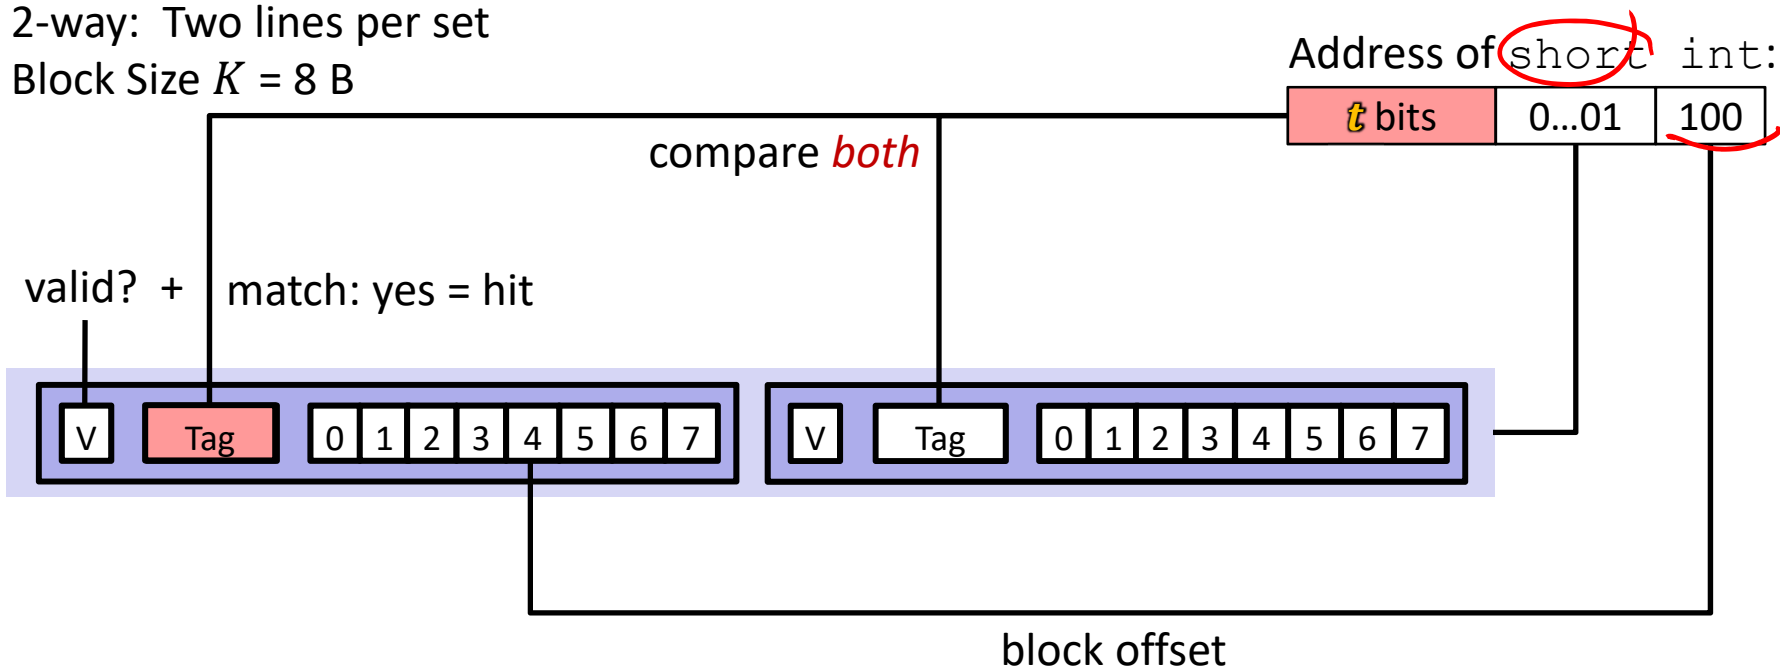 2-way: Two lines per set
Block Size K = 8 B
Address of short int:
t bits 0...01 100
compare both
valid? + match: yes = hit
V Tag 0 1 2 3 4 5 6 7 V Tag 0 1 2 3 4 5 6 7
block offset